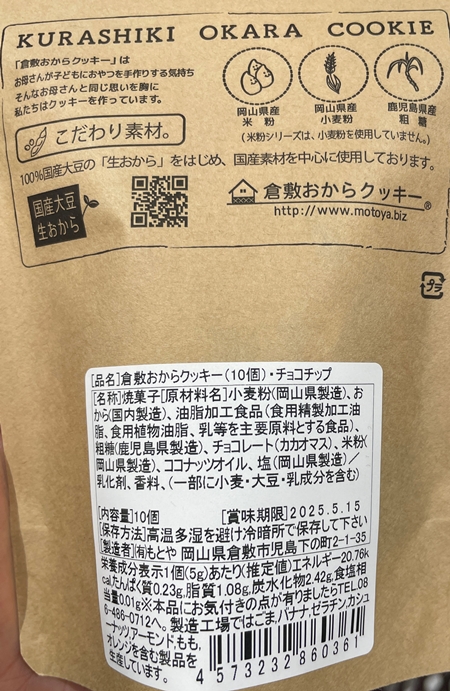 KURASHIKI OKARA COOKIE
「倉敷おからクッキー」は
お母さんが子どもにおやつを手作りする気持ち
そんなお母さんと同じ思いを胸に
私たちはクッキーを作っています。
岡山県産
米 粉
岡山県産
小麦粉
鹿児島県産
粗 糖
(米粉シリーズは、小麦粉を使用していません。)
こだわり素材。
100%国産大豆の「生おから」をはじめ、国産素材を中心に使用しております。
国産大豆
生おから
倉敷おからクッキー®
http://www.motoya.biz
プラ
[品名]倉敷おからクッキー(10個)・チョコチップ
[名称]焼菓子[原材料名]小麦粉(岡山県製造)、お
から(国内製造)、油脂加工食品(食用精製加工油
脂、食用植物油脂、乳等を主要原料とする食品)、
粗糖(鹿児島県製造)、チョコレート(カカオマス)、米粉(
岡山県製造)、ココナッツオイル、塩(岡山県製造)/
乳化剤、香料、(一部に小麦・大豆・乳成分を含む)
[内容量]10個 [賞味期限]2025.5.15
[保存方法]高温多湿を避け冷暗所で保存して下さい
[製造者](有)もとや 岡山県倉敷市児島下の町2-1-35
栄養成分表示1個(5g)あたり(推定値)エネルギー20.76k
cal,たんぱく質0.23g,脂質1.08g,炭水化物2.42g,食塩相
当量0.01g※本品にお気付きの点が有りましたらTEL.08
6-486-0712へ。製造工場ではごま,バナナ,ゼラチン,カシュ
ーナッツアーモンド,もも,
オレンジを含む製品を
生産しています。
4573232860361